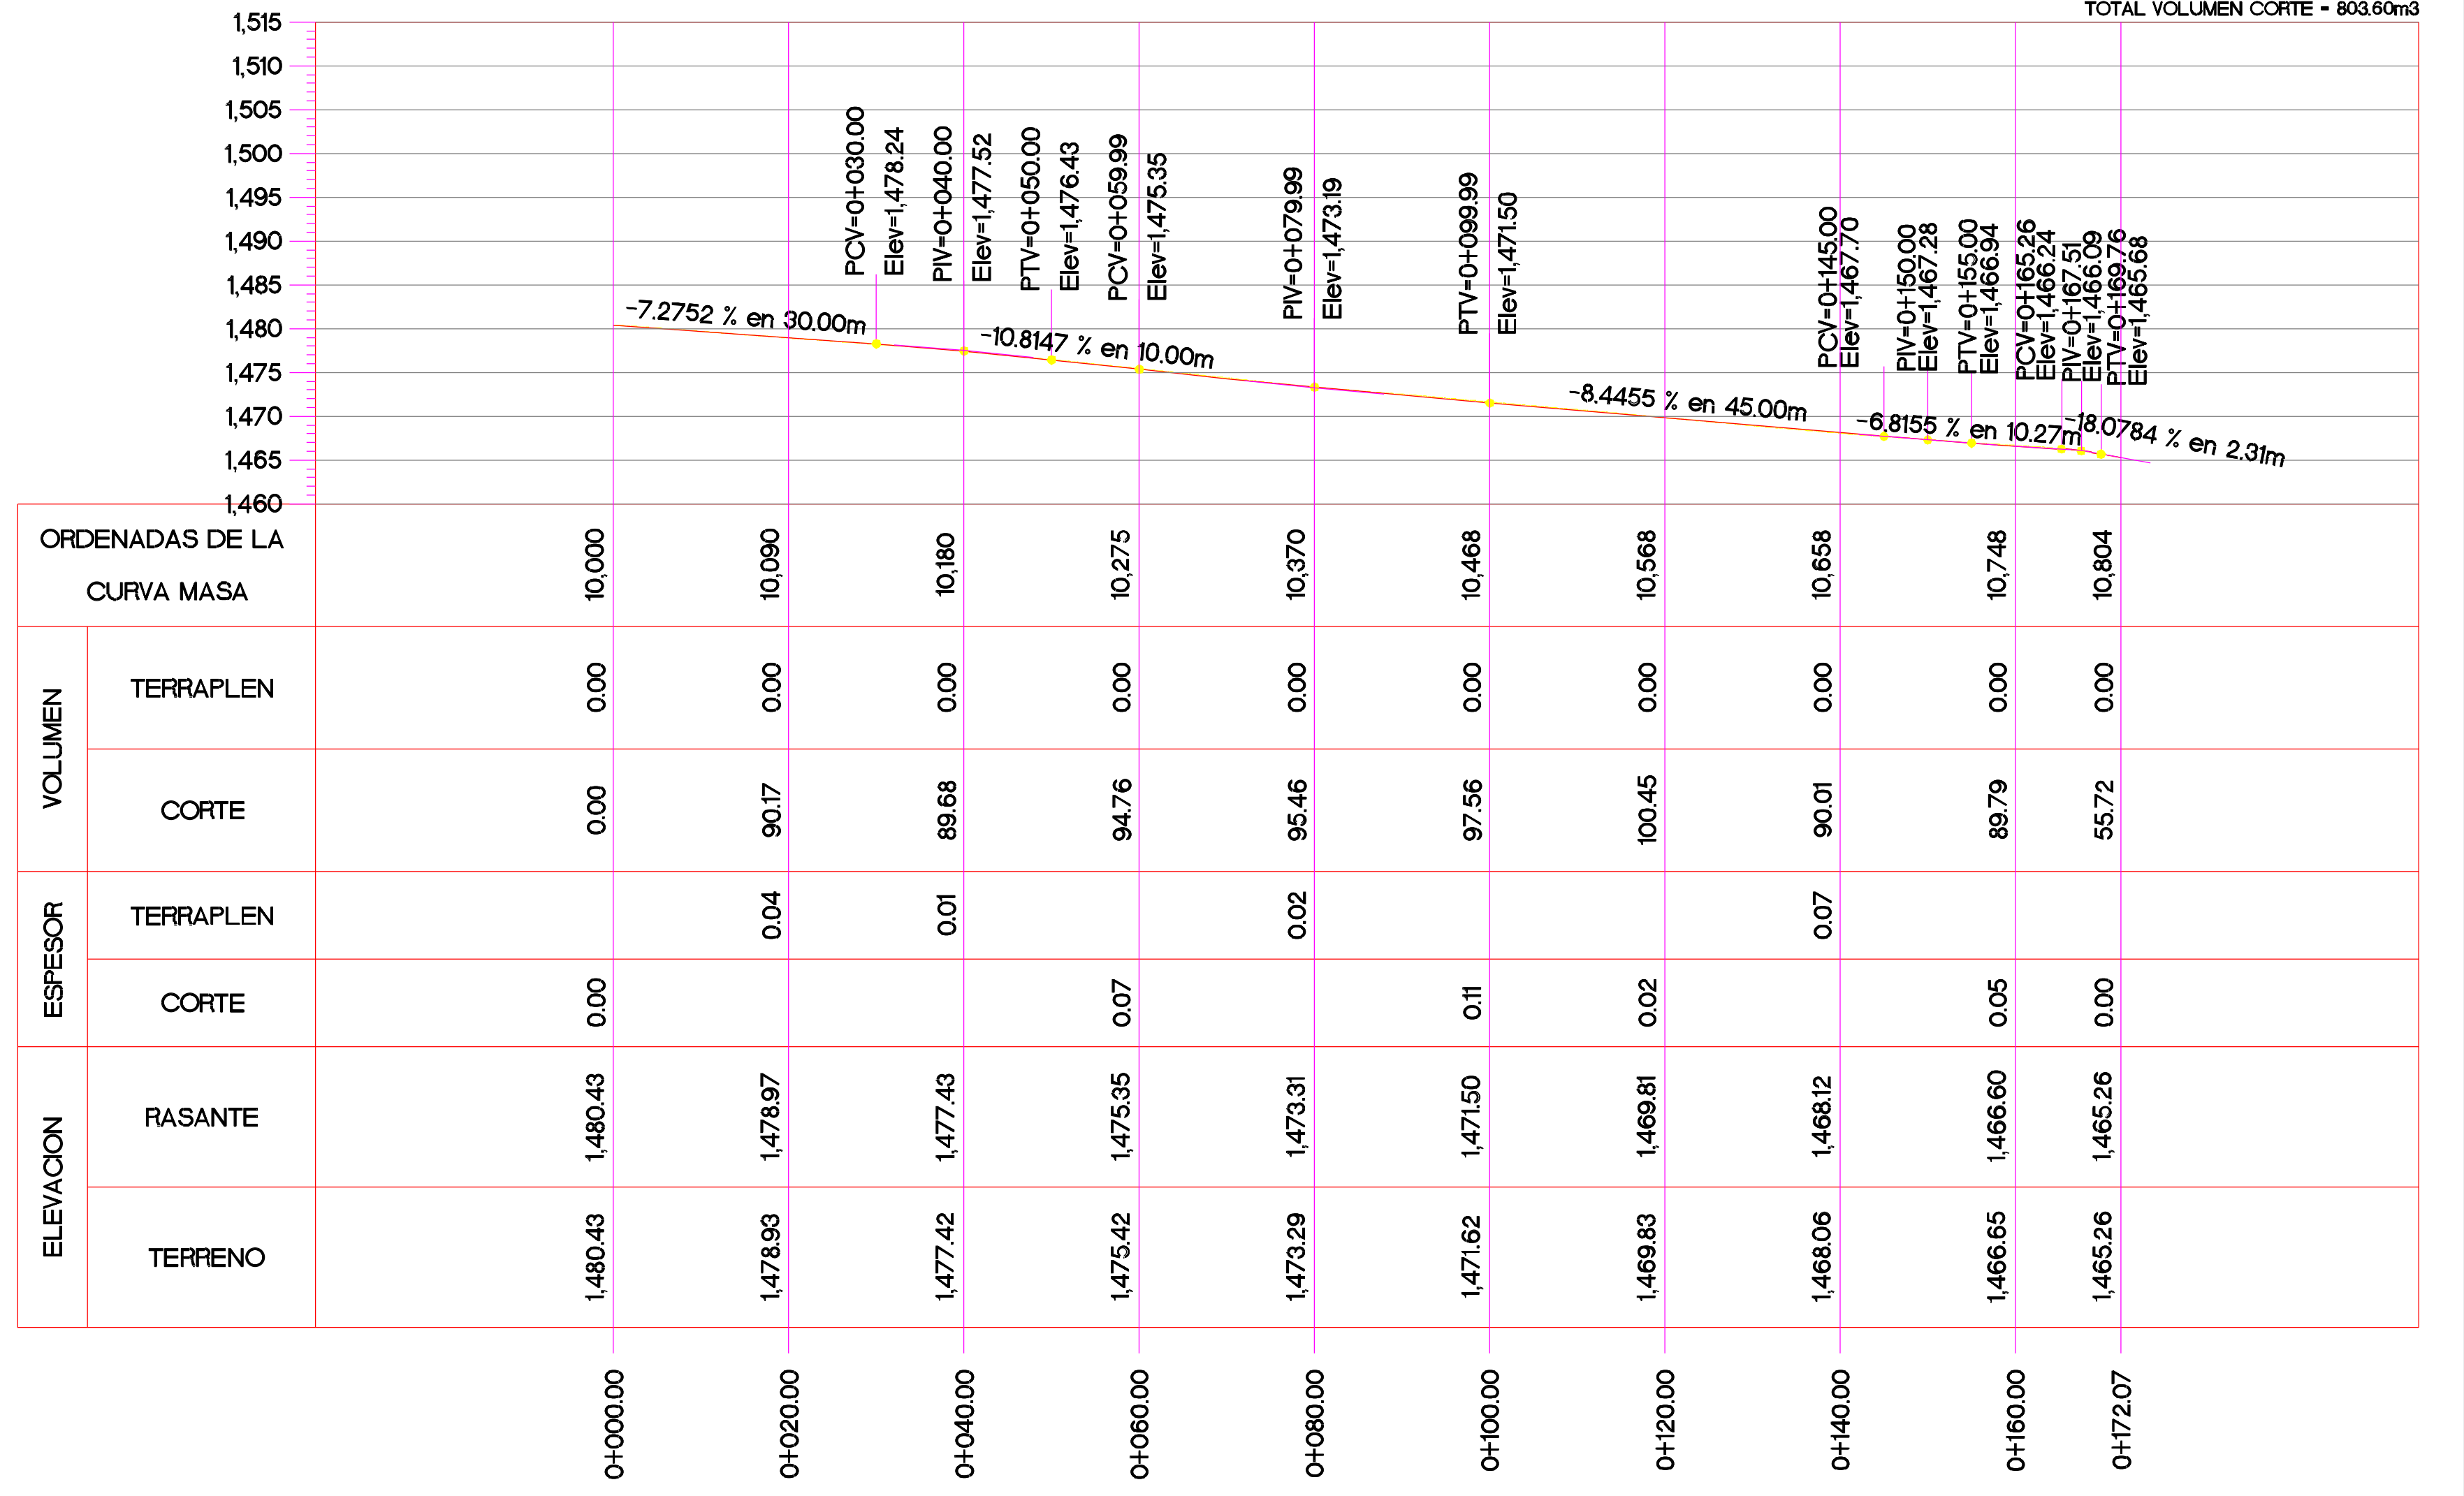 TOTAL VOLUMEN CORTE = 803.60m3
1,515
1,510
1,505
1,500
1,495
1,490
1,485
1,480
1,475
1,470
1,465
1,460
PCV=0+030.00
Elev=1,478.24
PIV=0+040.00
Elev=1,477.52
PTV=0+050.00
Elev=1,476.43
PCV=0+059.99
Elev=1,475.35
PIV=0+079.99
Elev=1,473.19
PTV=0+099.99
Elev=1,471.50
PCV=0+145.00
Elev=1,467.70
PIV=0+150.00
Elev=1,467.28
PTV=0+155.00
Elev=1,466.94
PCV=0+165.26
Elev=1,466.24
PIV=0+167.51
Elev=1,466.09
PTV=0+169.76
Elev=1,465.68
-7.2752 % en 30.00m
-10.8147 % en 10.00m
-8.4455 % en 45.00m
-6.8155 % en 10.27m
-18.0784 % en 2.31m
ORDENADAS DE LA
CURVA MASA
10,000
10,090
10,180
10,275
10,370
10,468
10,568
10,658
10,748
10,804
VOLUMEN
TERRAPLEN
0.00
0.00
0.00
0.00
0.00
0.00
0.00
0.00
0.00
0.00
CORTE
0.00
90.17
89.68
94.76
95.46
97.56
100.45
90.01
89.79
55.72
ESPESOR
TERRAPLEN
0.04
0.01
0.02
0.07
CORTE
0.00
0.07
0.11
0.02
0.05
0.00
ELEVACION
RASANTE
1,480.43
1,478.97
1,477.43
1,475.35
1,473.31
1,471.50
1,469.81
1,468.12
1,466.60
1,465.26
TERRENO
1,480.43
1,478.93
1,477.42
1,475.42
1,473.29
1,471.62
1,469.83
1,468.06
1,466.65
1,465.26
0+000.00
0+020.00
0+040.00
0+060.00
0+080.00
0+100.00
0+120.00
0+140.00
0+160.00
0+172.07